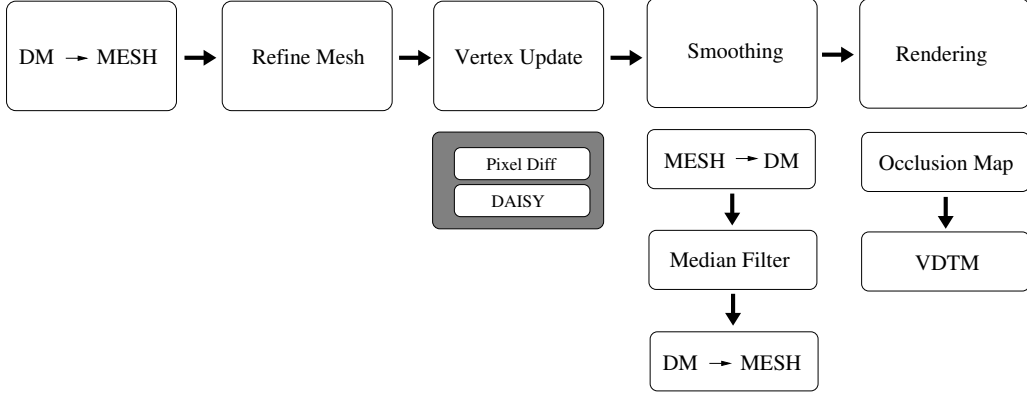 DM → MESH
Refine Mesh
Vertex Update
Smoothing
Rendering
Pixel Diff
DAISY
MESH → DM
Median Filter
DM → MESH
Occlusion Map
VDTM